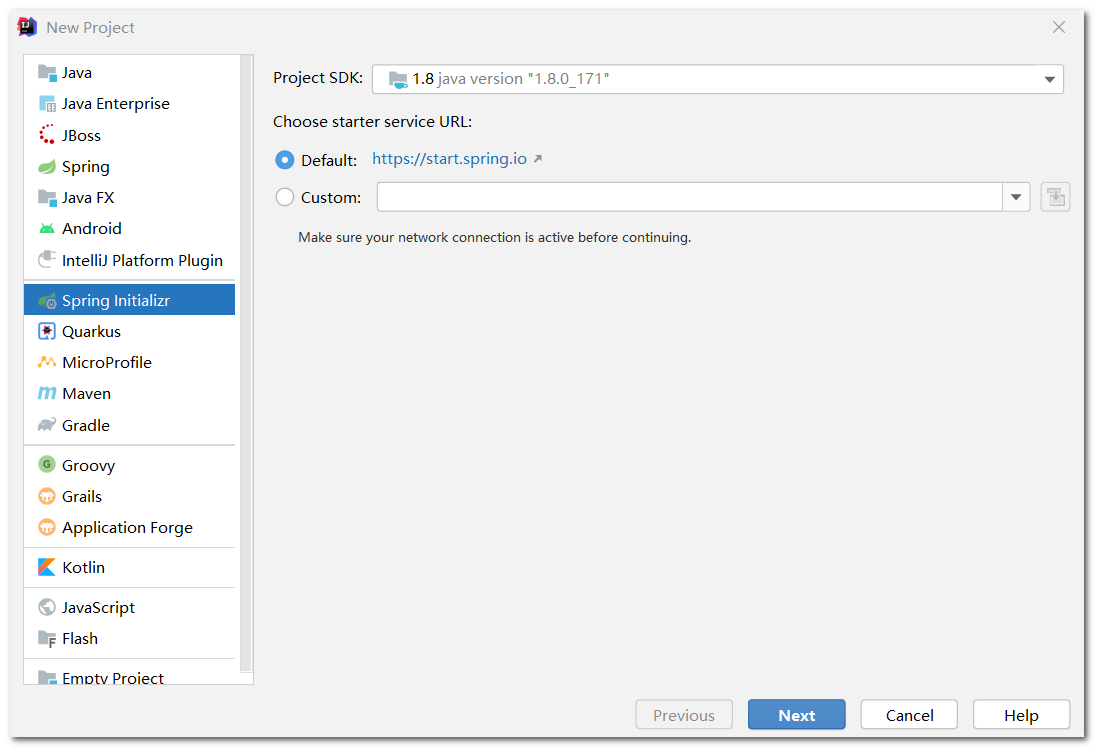 New Project
Java
Java Enterprise
JBoss
Spring
Java FX
Android
IntelliJ Platform Plugin
Spring Initializr
Quarkus
MicroProfile
Maven
Gradle
Groovy
Grails
Application Forge
Kotlin
JavaScript
Flash
Empty Project
Project SDK: 1.8 java version "1.8.0_171"
Choose starter service URL:
Default: https://start.spring.io
Custom:
Make sure your network connection is active before continuing.
Previous Next Cancel Help